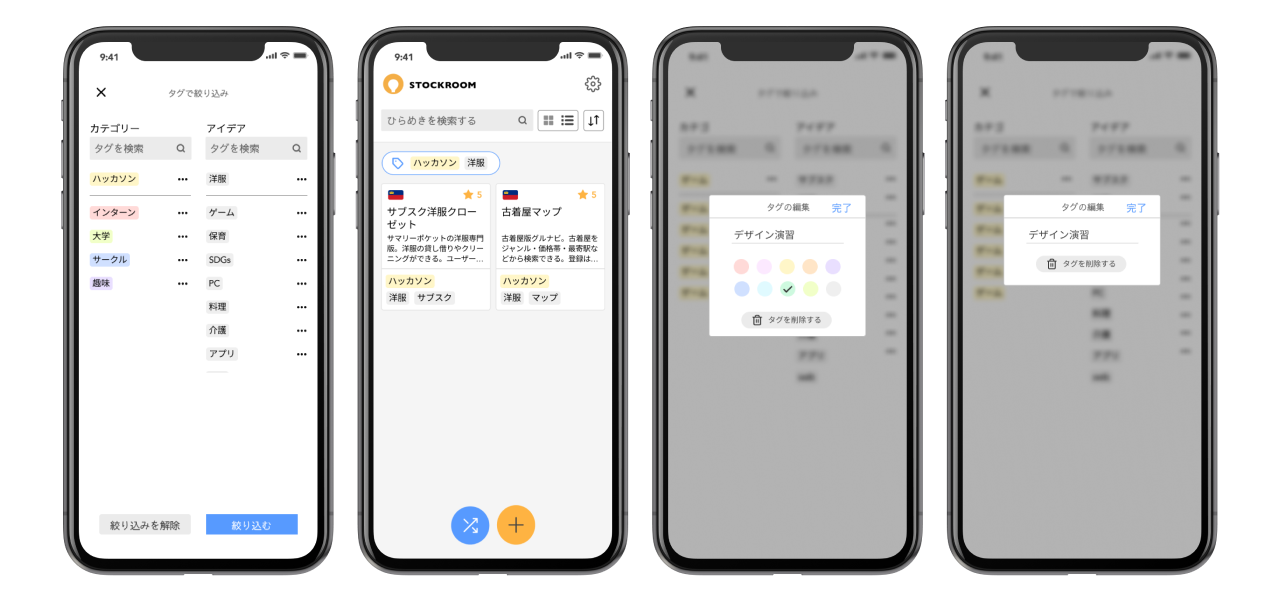 9:41
タグで絞り込み
カテゴリー
アイデア
タグを検索
タグを検索
ハッカソン
洋服
インターン
ゲーム
大学
保育
サークル
SDGs
趣味
PC
料理
介護
アプリ
絞り込みを解除
絞り込む
9:41
STOCKROOM
ひらめきを検索する
ハッカソン 洋服
5
サブスク洋服クロー
ゼット
サマリーポケットの洋服専門
版。洋服の貸し借りやクリー
ニングができる。ユーザー...
ハッカソン
洋服 サブスク
5
古着屋マップ
古着屋版グルナビ。古着屋を
ジャンル・価格帯・最寄駅な
どから検索できる。登録は...
ハッカソン
洋服 マップ
タグの編集 完了
デザイン演習
タグを削除する
タグの編集 完了
デザイン演習
タグを削除する